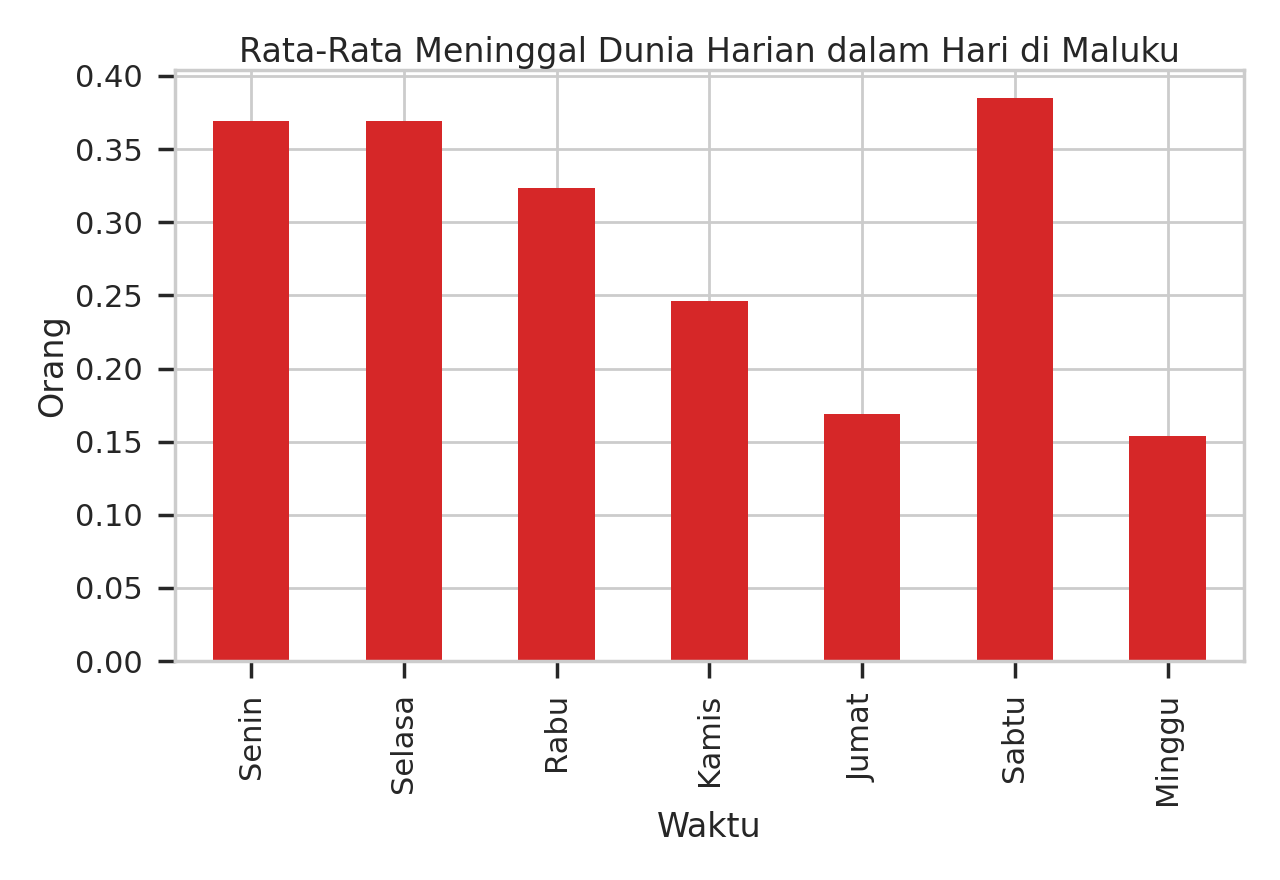 Rata-Rata Meninggal Dunia Harian dalam Hari di Maluku
0.40
0.35
0.30
0.25
0.20
0.15
0.10
0.05
0.00
Orang
Senin
Selasa
Rabu
Kamis
Jumat
Sabtu
Minggu
Waktu